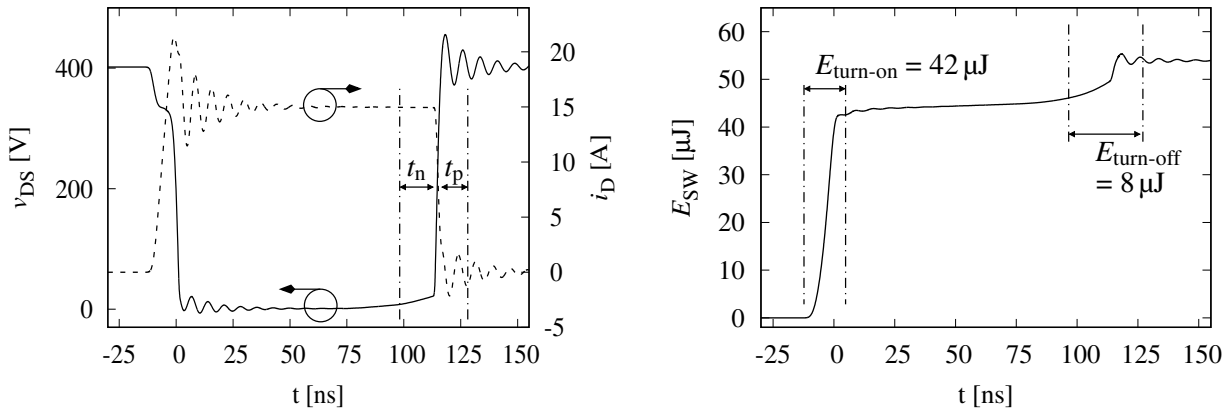 400
200
0
v_DS [V]
20
15
10
5
0
-5
i_D [A]
t_n
t_p
-25 0 25 50 75 100 125 150
t [ns]
60
50
40
30
20
10
0
E_SW [µJ]
E_turn-on = 42 µJ
E_turn-off
= 8 µJ
-25 0 25 50 75 100 125 150
t [ns]